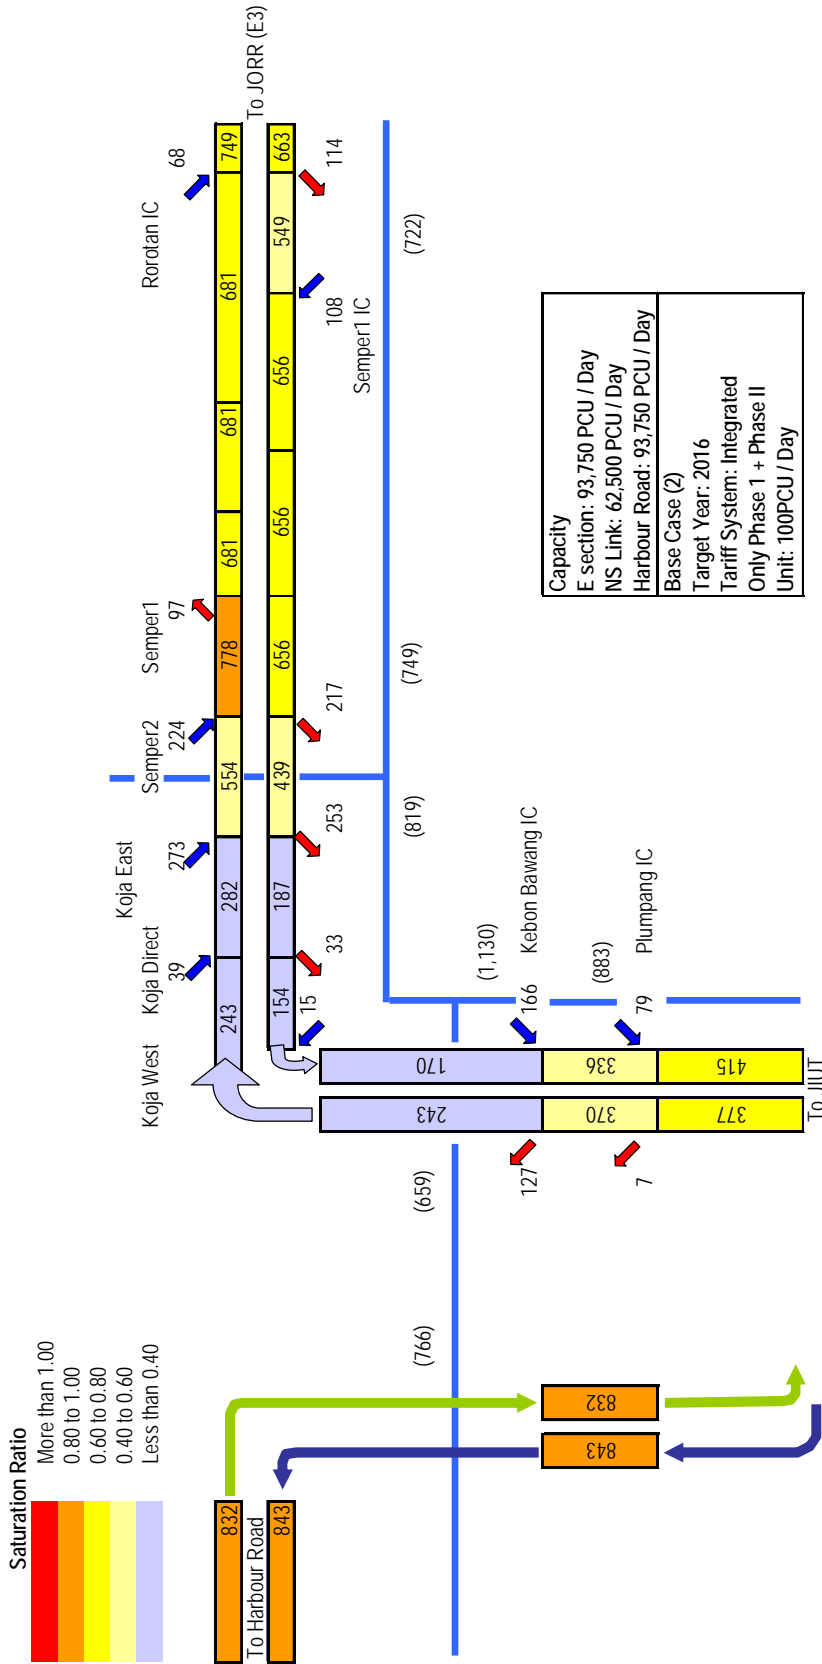 Saturation Ratio
More than 1.00
0.80 to 1.00
0.60 to 0.80
0.40 to 0.60
Less than 0.40
Koja West
Koja Direct
Koja East
Semper2
Semper1
Rorotan IC
39
273
224
97
68
832
243
282
554
778
681
681
681
749
To Harbour Road
To JORR (E3)
843
154
187
439
656
656
656
549
663
15
33
253
217
108
114
Semper1 IC
(766)
(659)
(1,130)
(819)
(749)
(722)
243
170
127
166
Kebon Bawang IC
843
832
370
336
(883)
7
79
Plumpang IC
377
415
To JIUT
Capacity
E section: 93,750 PCU / Day
NS Link: 62,500 PCU / Day
Harbour Road: 93,750 PCU / Day
Base Case (2)
Target Year: 2016
Tariff System: Integrated
Only Phase 1 + Phase II
Unit: 100PCU / Day